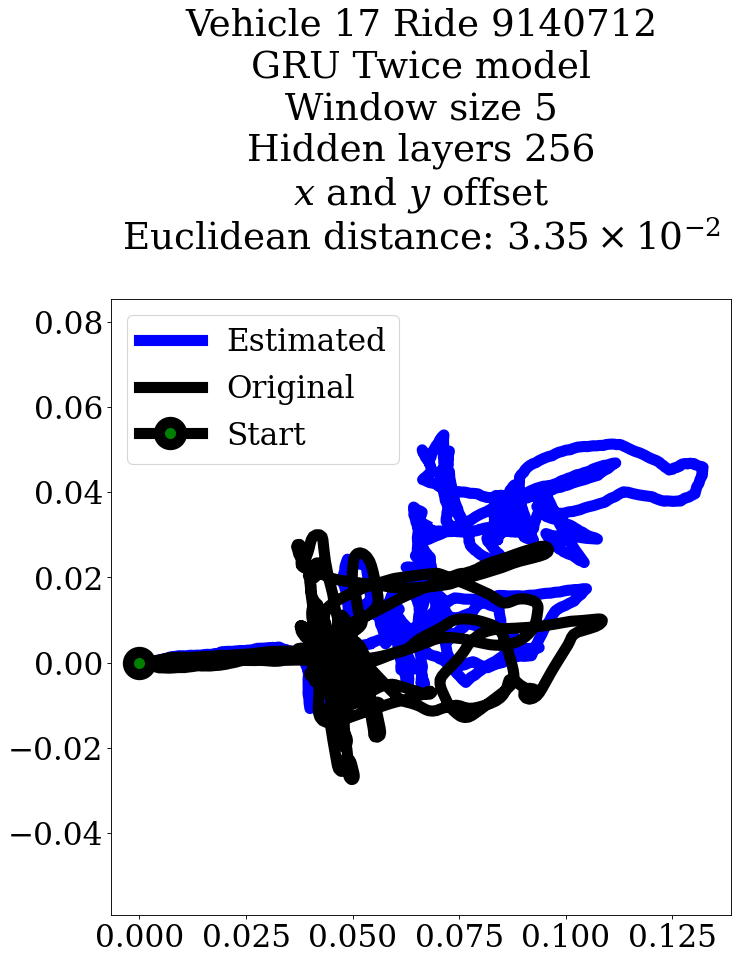 Vehicle 17 Ride 9140712
GRU Twice model
Window size 5
Hidden layers 256
x and y offset
Euclidean distance: 3.35 × 10⁻²
Estimated
Original
Start
0.08
0.06
0.04
0.02
0.00
−0.02
−0.04
0.000 0.025 0.050 0.075 0.100 0.125